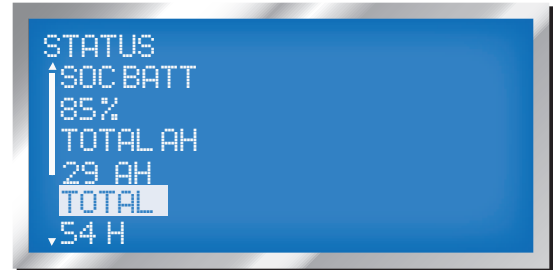 STATUS
SOC BATT
85%
TOTAL AH
29 AH
TOTAL
54 H